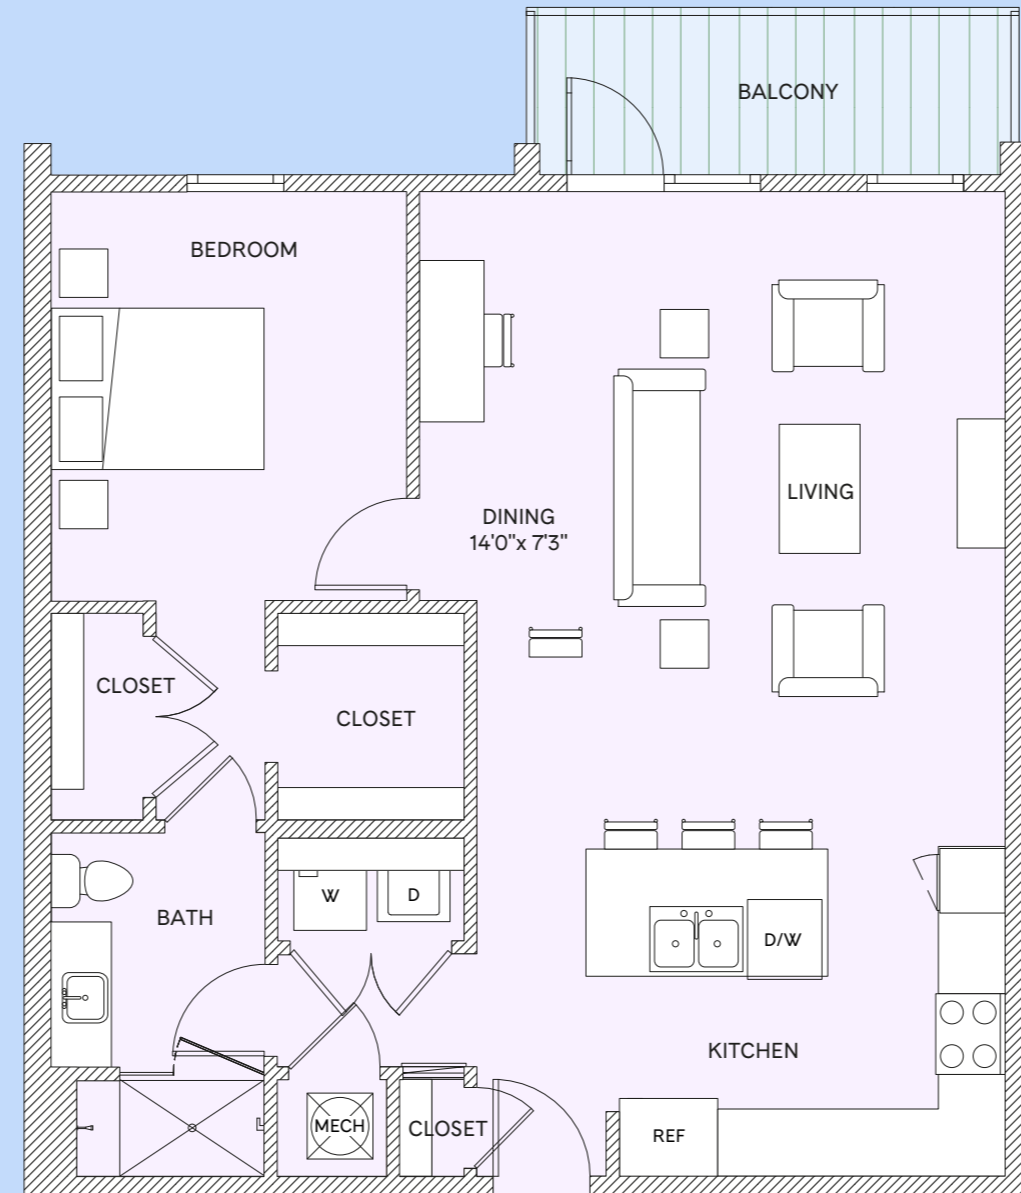 BALCONY
BEDROOM
LIVING
DINING
14'0"x 7'3"
CLOSET
CLOSET
W
D
BATH
D/W
KITCHEN
MECH
CLOSET
REF